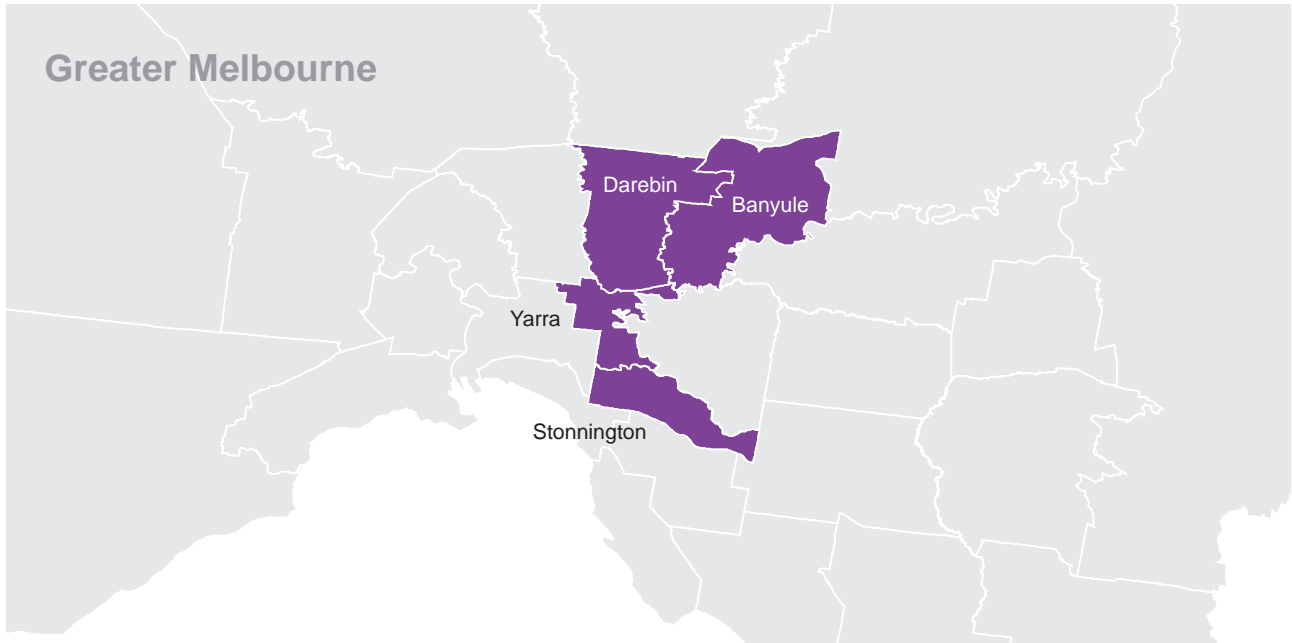 Greater Melbourne
Darebin
Banyule
Yarra
Stonnington